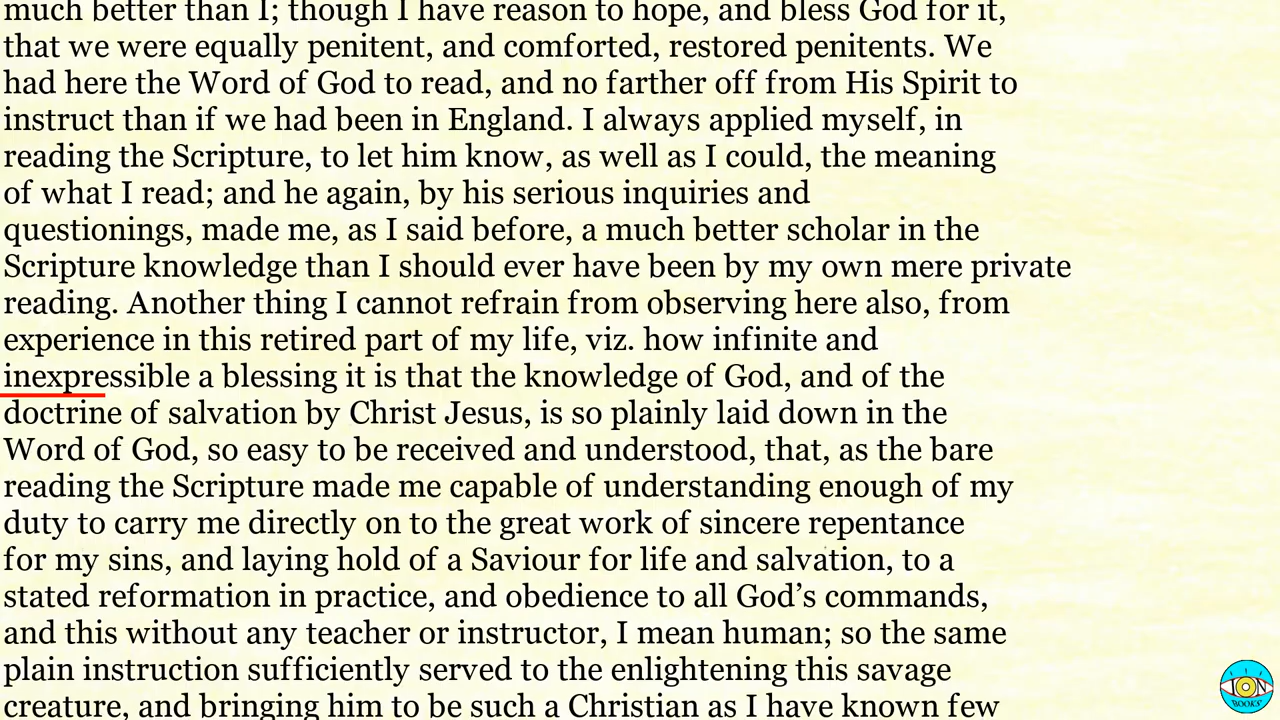 much better than I; though I have reason to hope, and bless God for it,
that we were equally penitent, and comforted, restored penitents. We
had here the Word of God to read, and no farther off from His Spirit to
instruct than if we had been in England. I always applied myself, in
reading the Scripture, to let him know, as well as I could, the meaning
of what I read; and he again, by his serious inquiries and
questionings, made me, as I said before, a much better scholar in the
Scripture knowledge than I should ever have been by my own mere private
reading. Another thing I cannot refrain from observing here also, from
experience in this retired part of my life, viz. how infinite and
inexpressible a blessing it is that the knowledge of God, and of the
doctrine of salvation by Christ Jesus, is so plainly laid down in the
Word of God, so easy to be received and understood, that, as the bare
reading the Scripture made me capable of understanding enough of my
duty to carry me directly on to the great work of sincere repentance
for my sins, and laying hold of a Saviour for life and salvation, to a
stated reformation in practice, and obedience to all God’s commands,
and this without any teacher or instructor, I mean human; so the same
plain instruction sufficiently served to the enlightening this savage
creature, and bringing him to be such a Christian as I have known few
ION
BOOKS